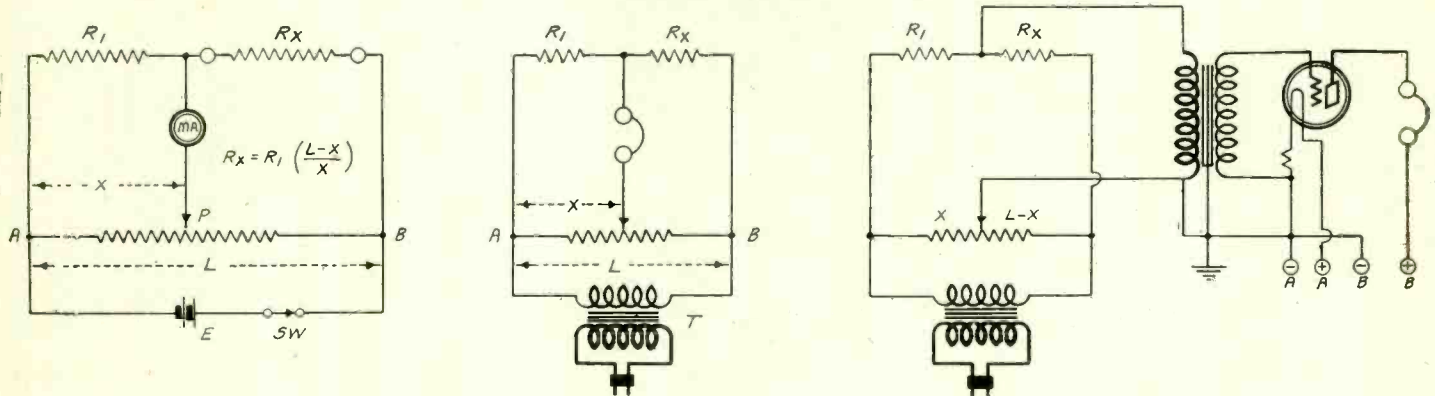 R1 Rx
MA
Rx = R1 (L-X/X)
X
P
A B
L
E SW
R1 Rx
X
A B
L
T
R1 Rx
X L-X
⊖ ⊕ ⊖ ⊕
A A B B